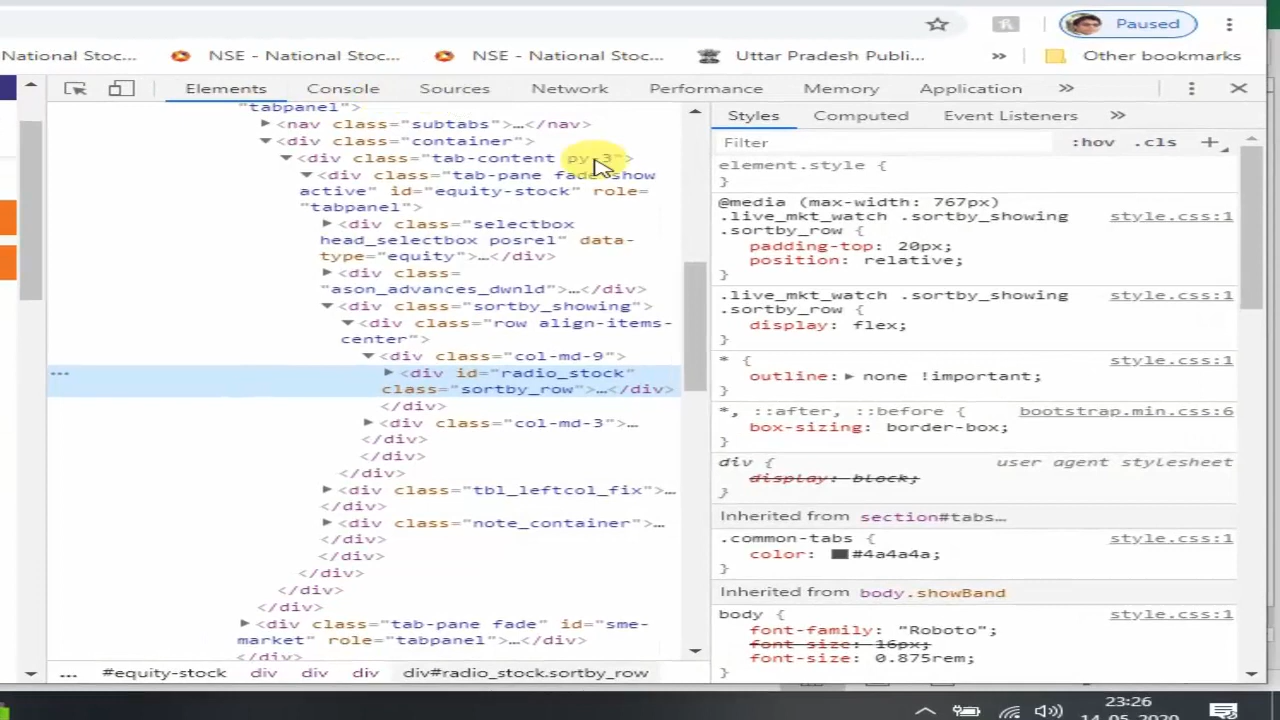 Paused
National Stoc... NSE - National Stoc... NSE - National Stoc... Uttar Pradesh Publi... » Other bookmarks
Elements Console Sources Network Performance Memory Application »
"tabpanel">
<nav class="subtabs">…</nav>
<div class="container">
<div class="tab-content py-3">
<div class="tab-pane fade show
active" id="equity-stock" role=
"tabpanel">
<div class="selectbox
head_selectbox posrel" data-
type="equity">…</div>
<div class=
"ason_advances_dwnld">…</div>
<div class="sortby_showing">
<div class="row align-items-
center">
<div class="col-md-9">
<div id="radio_stock"
class="sortby_row">…</div>
</div>
<div class="col-md-3">…
</div>
</div>
</div>
<div class="tbl_leftcol_fix">…
</div>
<div class="note_container">…
</div>
</div>
</div>
</div>
</div>
<div class="tab-pane fade" id="sme-
market" role="tabpanel">…</div>
</div>
... #equity-stock div div div div#radio_stock.sortby_row
Styles Computed Event Listeners »
Filter :hov .cls +
element.style {
}
@media (max-width: 767px)
.live_mkt_watch .sortby_showing style.css:1
.sortby_row {
padding-top: 20px;
position: relative;
}
.live_mkt_watch .sortby_showing style.css:1
.sortby_row {
display: flex;
}
* { style.css:1
outline: none !important;
}
*, ::after, ::before { bootstrap.min.css:6
box-sizing: border-box;
}
div { user agent stylesheet
display: block;
}
Inherited from section#tabs…
.common-tabs { style.css:1
color: #4a4a4a;
}
Inherited from body.showBand
body { style.css:1
font-family: "Roboto";
font-size: 16px;
font-size: 0.875rem;
}
23:26
14-05-2020